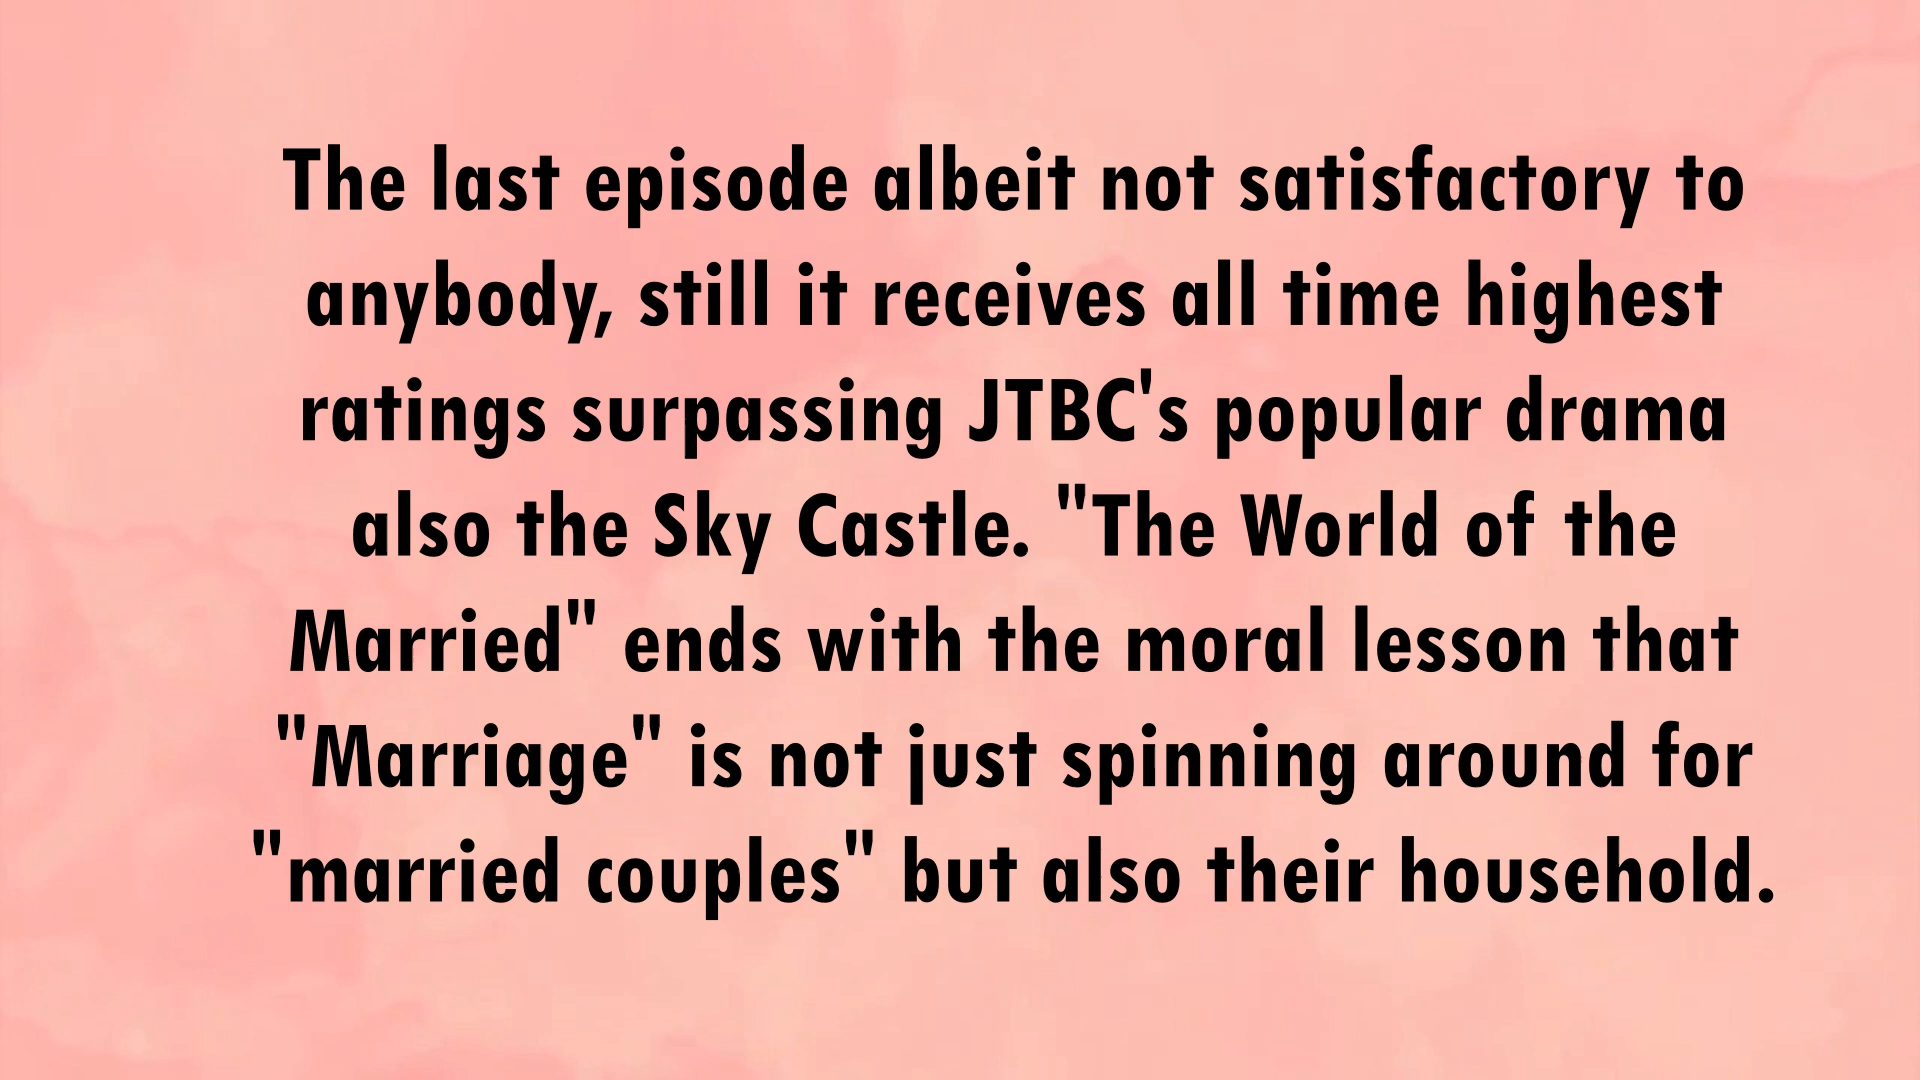 The last episode albeit not satisfactory to
anybody, still it receives all time highest
ratings surpassing JTBC's popular drama
also the Sky Castle. "The World of the
Married" ends with the moral lesson that
"Marriage" is not just spinning around for
"married couples" but also their household.